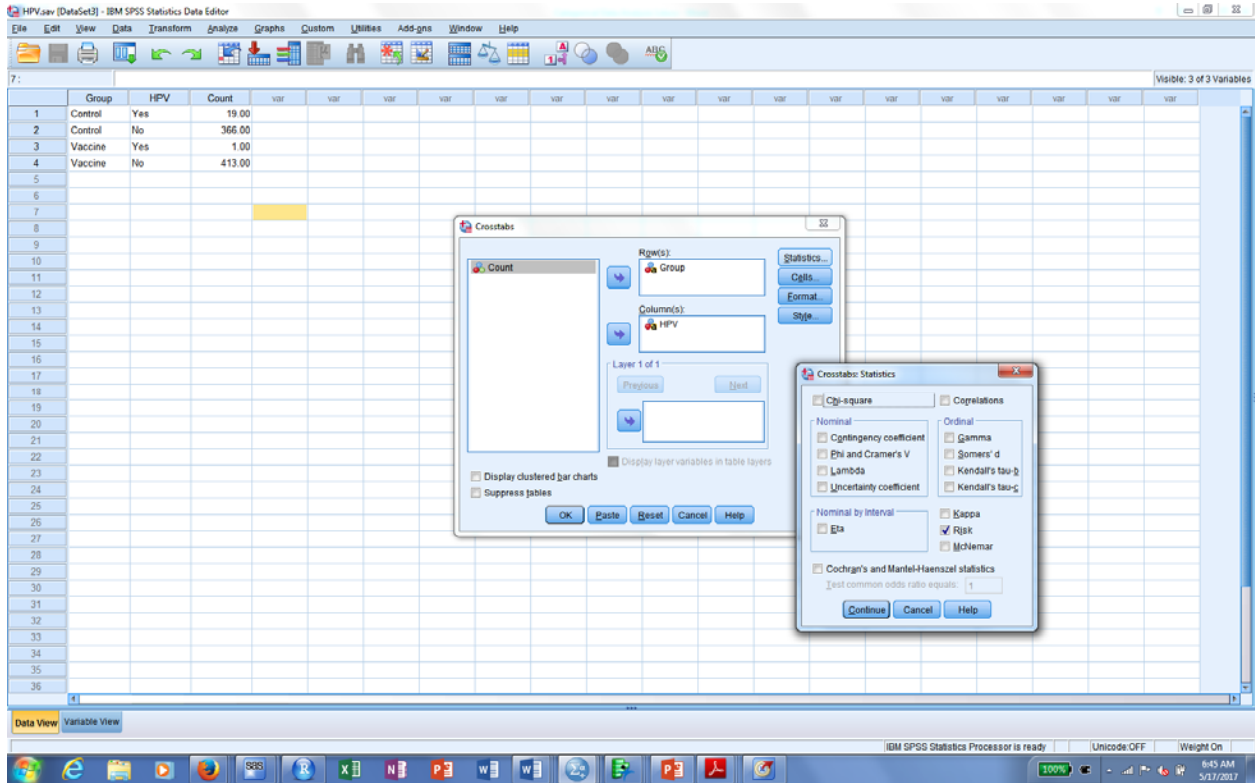 HPV.sav [DataSet3] - IBM SPSS Statistics Data Editor
File Edit View Data Transform Analyze Graphs Custom Utilities Add-ons Window Help
7 :
Visible: 3 of 3 Variables
Group HPV Count var var var var var var var var var var var var var var var
1 Control Yes 19.00
2 Control No 366.00
3 Vaccine Yes 1.00
4 Vaccine No 413.00
5
6
7
8
9
10
11
12
13
14
15
16
17
18
19
20
21
22
23
24
25
26
27
28
29
30
31
32
33
34
35
36
Crosstabs
Count
Row(s):
Group
Column(s):
HPV
Layer 1 of 1
Previous Next
Display layer variables in table layers
Display clustered bar charts
Suppress tables
OK Paste Reset Cancel Help
Statistics...
Cells...
Format...
Style...
Crosstabs: Statistics
Chi-square Correlations
Nominal
Contingency coefficient
Phi and Cramer's V
Lambda
Uncertainty coefficient
Ordinal
Gamma
Somers' d
Kendall's tau-b
Kendall's tau-c
Nominal by Interval
Eta
Kappa
Risk
McNemar
Cochran's and Mantel-Haenszel statistics
Test common odds ratio equals: 1
Continue Cancel Help
Data View Variable View
IBM SPSS Statistics Processor is ready Unicode:OFF Weight On
100%
6:45 AM
5/17/2017